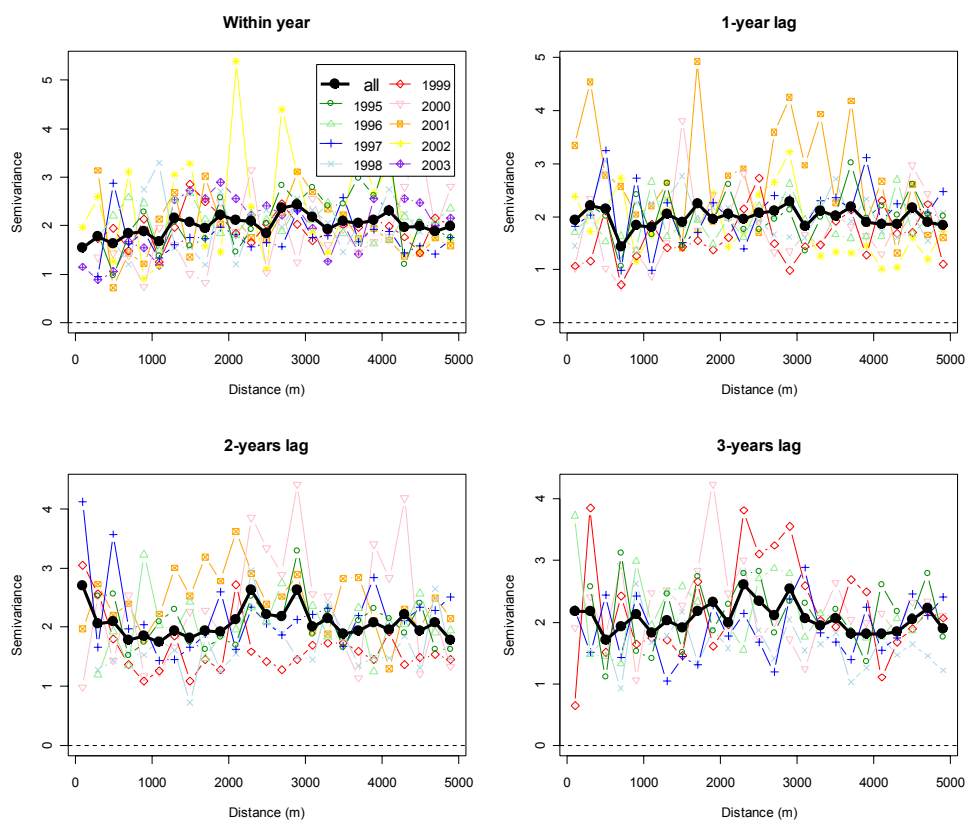 Within year
Semivariance
5
4
3
2
1
0
all
1995
1996
1997
1998
1999
2000
2001
2002
2003
0 1000 2000 3000 4000 5000
Distance (m)
1-year lag
Semivariance
5
4
3
2
1
0
0 1000 2000 3000 4000 5000
Distance (m)
2-years lag
Semivariance
4
3
2
1
0
0 1000 2000 3000 4000 5000
Distance (m)
3-years lag
Semivariance
4
3
2
1
0
0 1000 2000 3000 4000 5000
Distance (m)